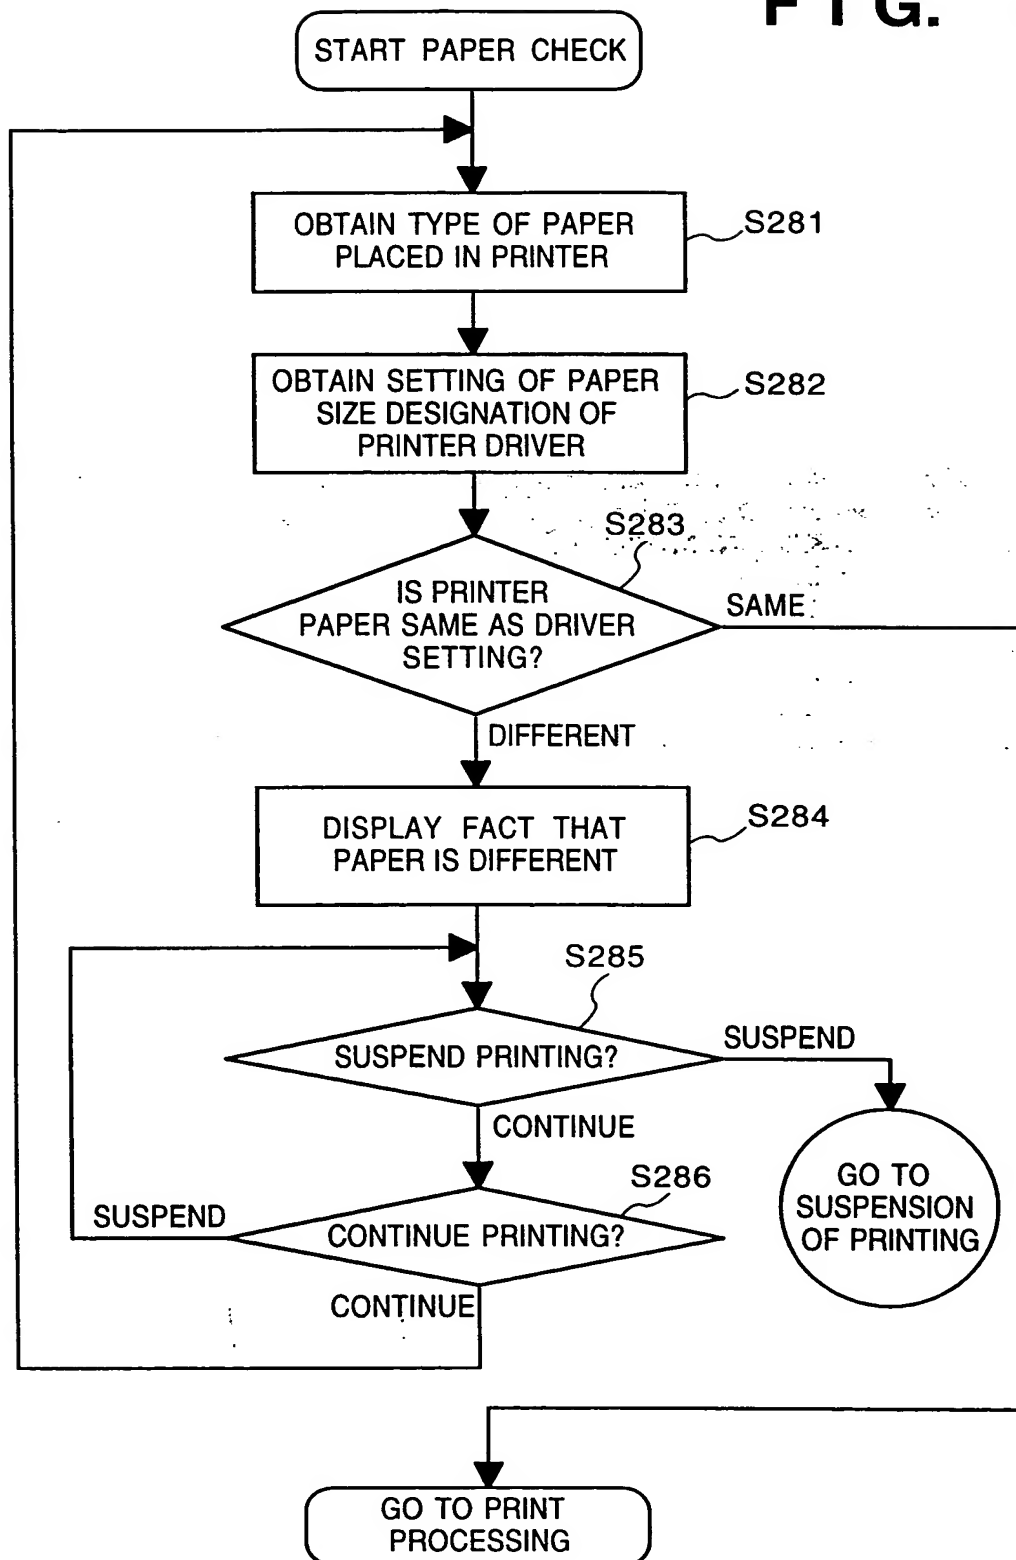 FIG.
START PAPER CHECK
OBTAIN TYPE OF PAPER
PLACED IN PRINTER
S281
OBTAIN SETTING OF PAPER
SIZE DESIGNATION OF
PRINTER DRIVER
S282
S283
IS PRINTER
PAPER SAME AS DRIVER
SETTING?
SAME
DIFFERENT
DISPLAY FACT THAT
PAPER IS DIFFERENT
S284
S285
SUSPEND PRINTING?
SUSPEND
CONTINUE
GO TO
SUSPENSION
OF PRINTING
S286
CONTINUE PRINTING?
SUSPEND
CONTINUE
GO TO PRINT
PROCESSING